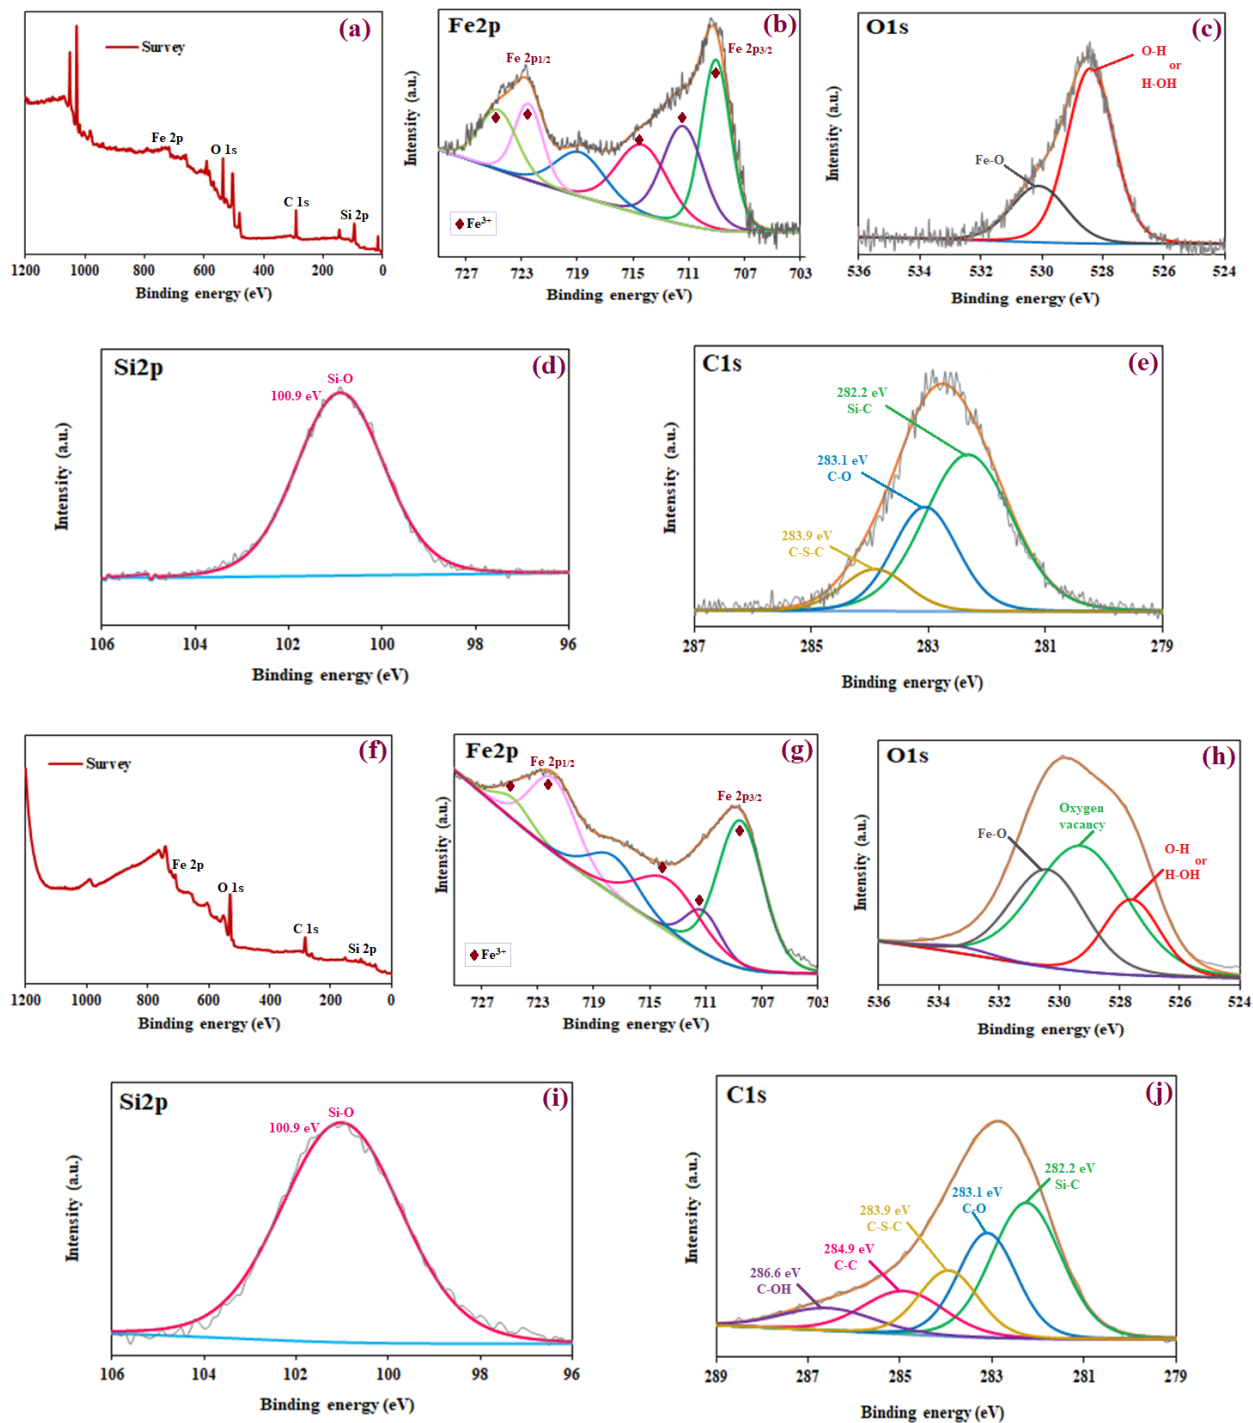 (a)
Survey
Fe 2p
O 1s
C 1s
Si 2p
1200 1000 800 600 400 200 0
Binding energy (eV)
Fe2p
(b)
Fe 2p1/2
Fe 2p3/2
Fe3+
Intensity (a.u.)
727 723 719 715 711 707 703
Binding energy (eV)
O1s
(c)
O-H
or
H-OH
Fe-O
Intensity (a.u.)
536 534 532 530 528 526 524
Binding energy (eV)
Si2p
(d)
Si-O
100.9 eV
Intensity (a.u.)
106 104 102 100 98 96
Binding energy (eV)
C1s
(e)
282.2 eV
Si-C
283.1 eV
C-O
283.9 eV
C-S-C
Intensity (a.u.)
287 285 283 281 279
Binding energy (eV)
(f)
Survey
Fe 2p
O 1s
C 1s
Si 2p
1200 1000 800 600 400 200 0
Binding energy (eV)
Fe2p
(g)
Fe 2p1/2
Fe 2p3/2
Fe3+
Intensity (a.u.)
727 723 719 715 711 707 703
Binding energy (eV)
O1s
(h)
Oxygen
vacancy
Fe-O
O-H
or
H-OH
Intensity (a.u.)
536 534 532 530 528 526 524
Binding energy (eV)
Si2p
(i)
Si-O
100.9 eV
Intensity (a.u.)
106 104 102 100 98 96
Binding energy (eV)
C1s
(j)
282.2 eV
Si-C
283.1 eV
C-O
283.9 eV
C-S-C
284.9 eV
C-C
286.6 eV
C-OH
Intensity (a.u.)
289 287 285 283 281 279
Binding energy (eV)